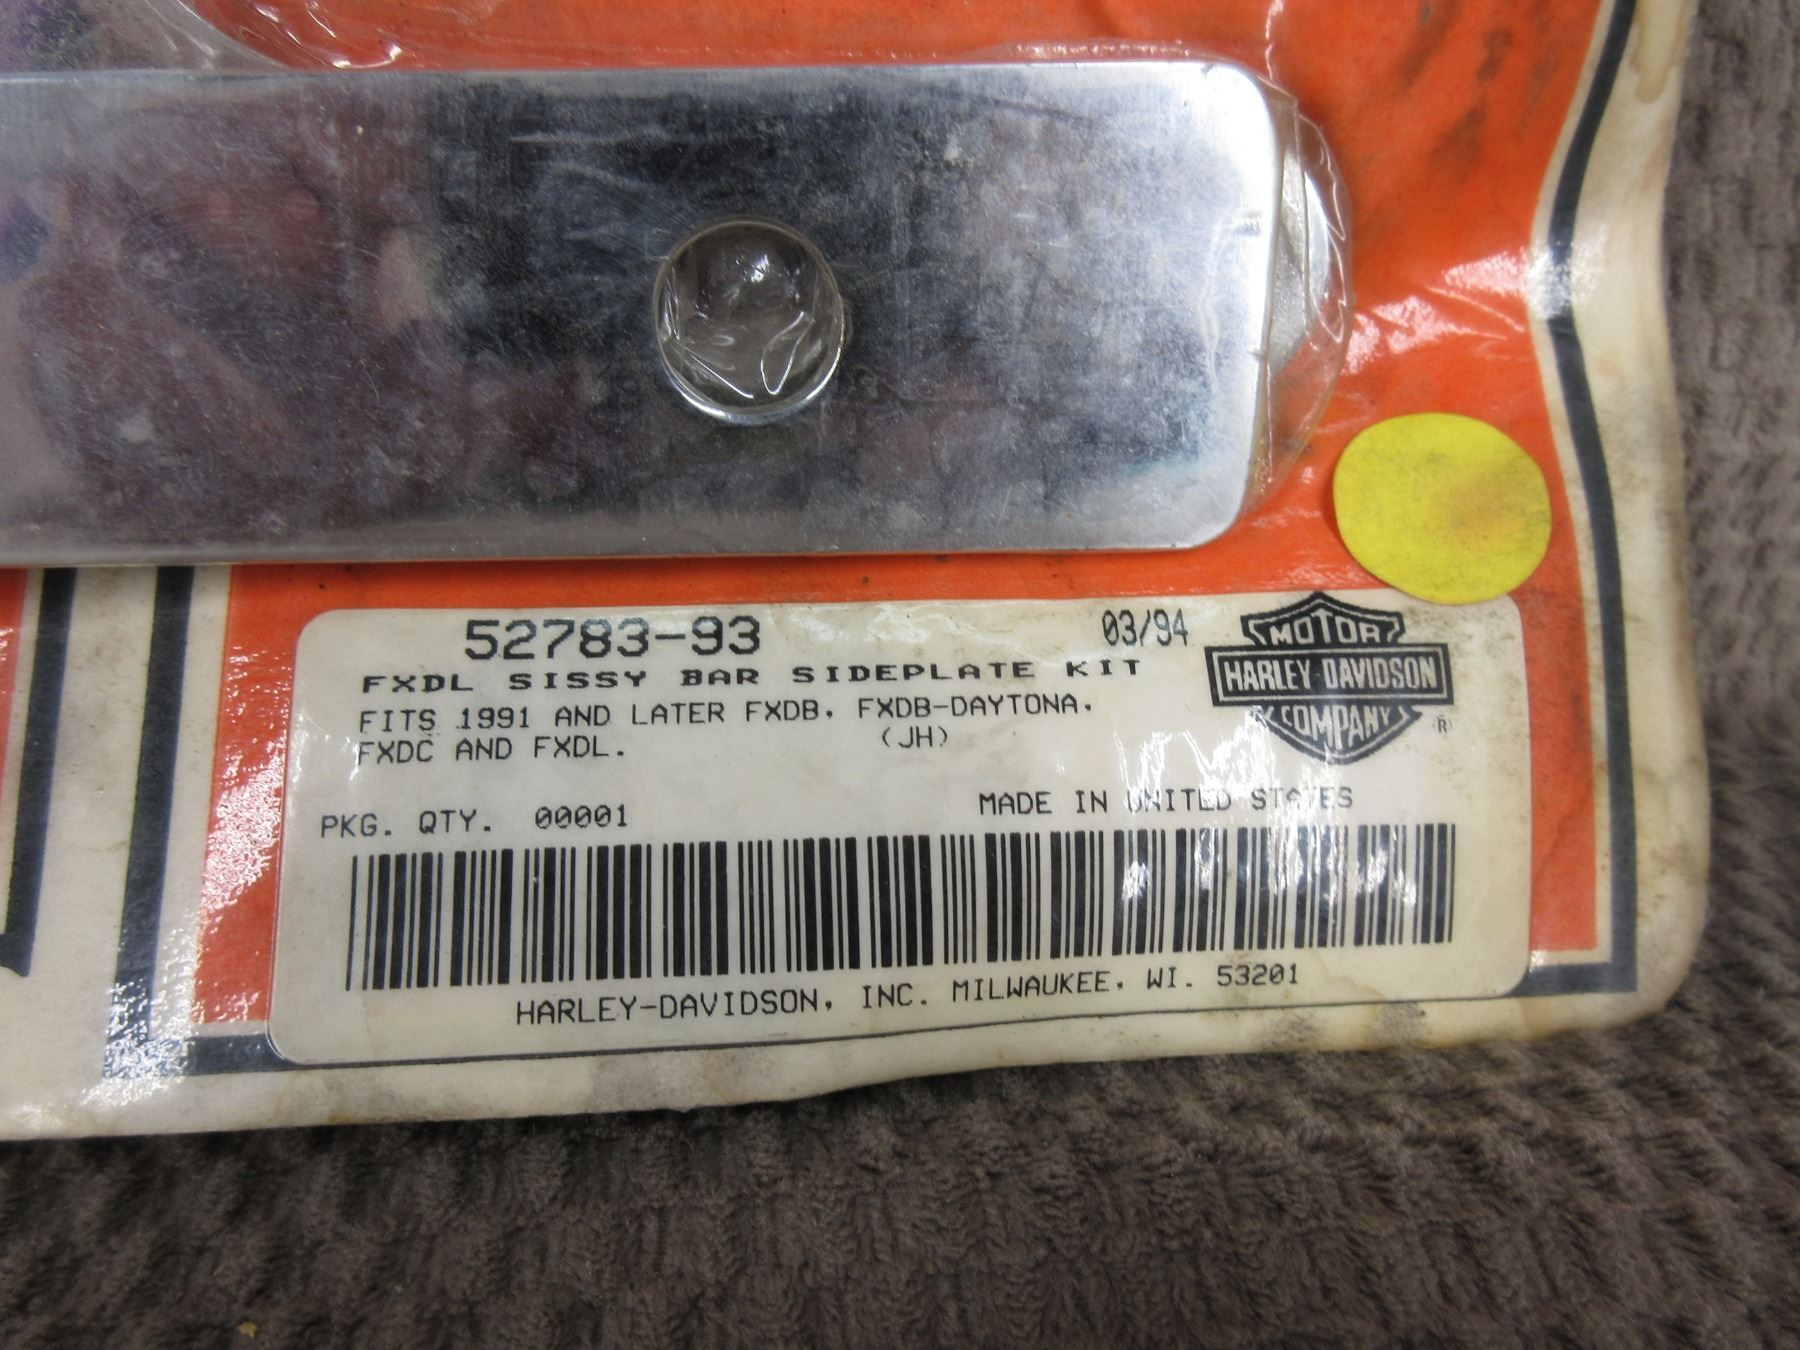 52783-93
03/94
FXDL SISSY BAR SIDEPLATE KIT
FITS 1991 AND LATER FXDB, FXDB-DAYTONA,
FXDC AND FXDL. (JH)
MOTOR
HARLEY-DAVIDSON
COMPANY
®
PKG. QTY. 00001
MADE IN UNITED STATES
HARLEY-DAVIDSON, INC. MILWAUKEE, WI. 53201